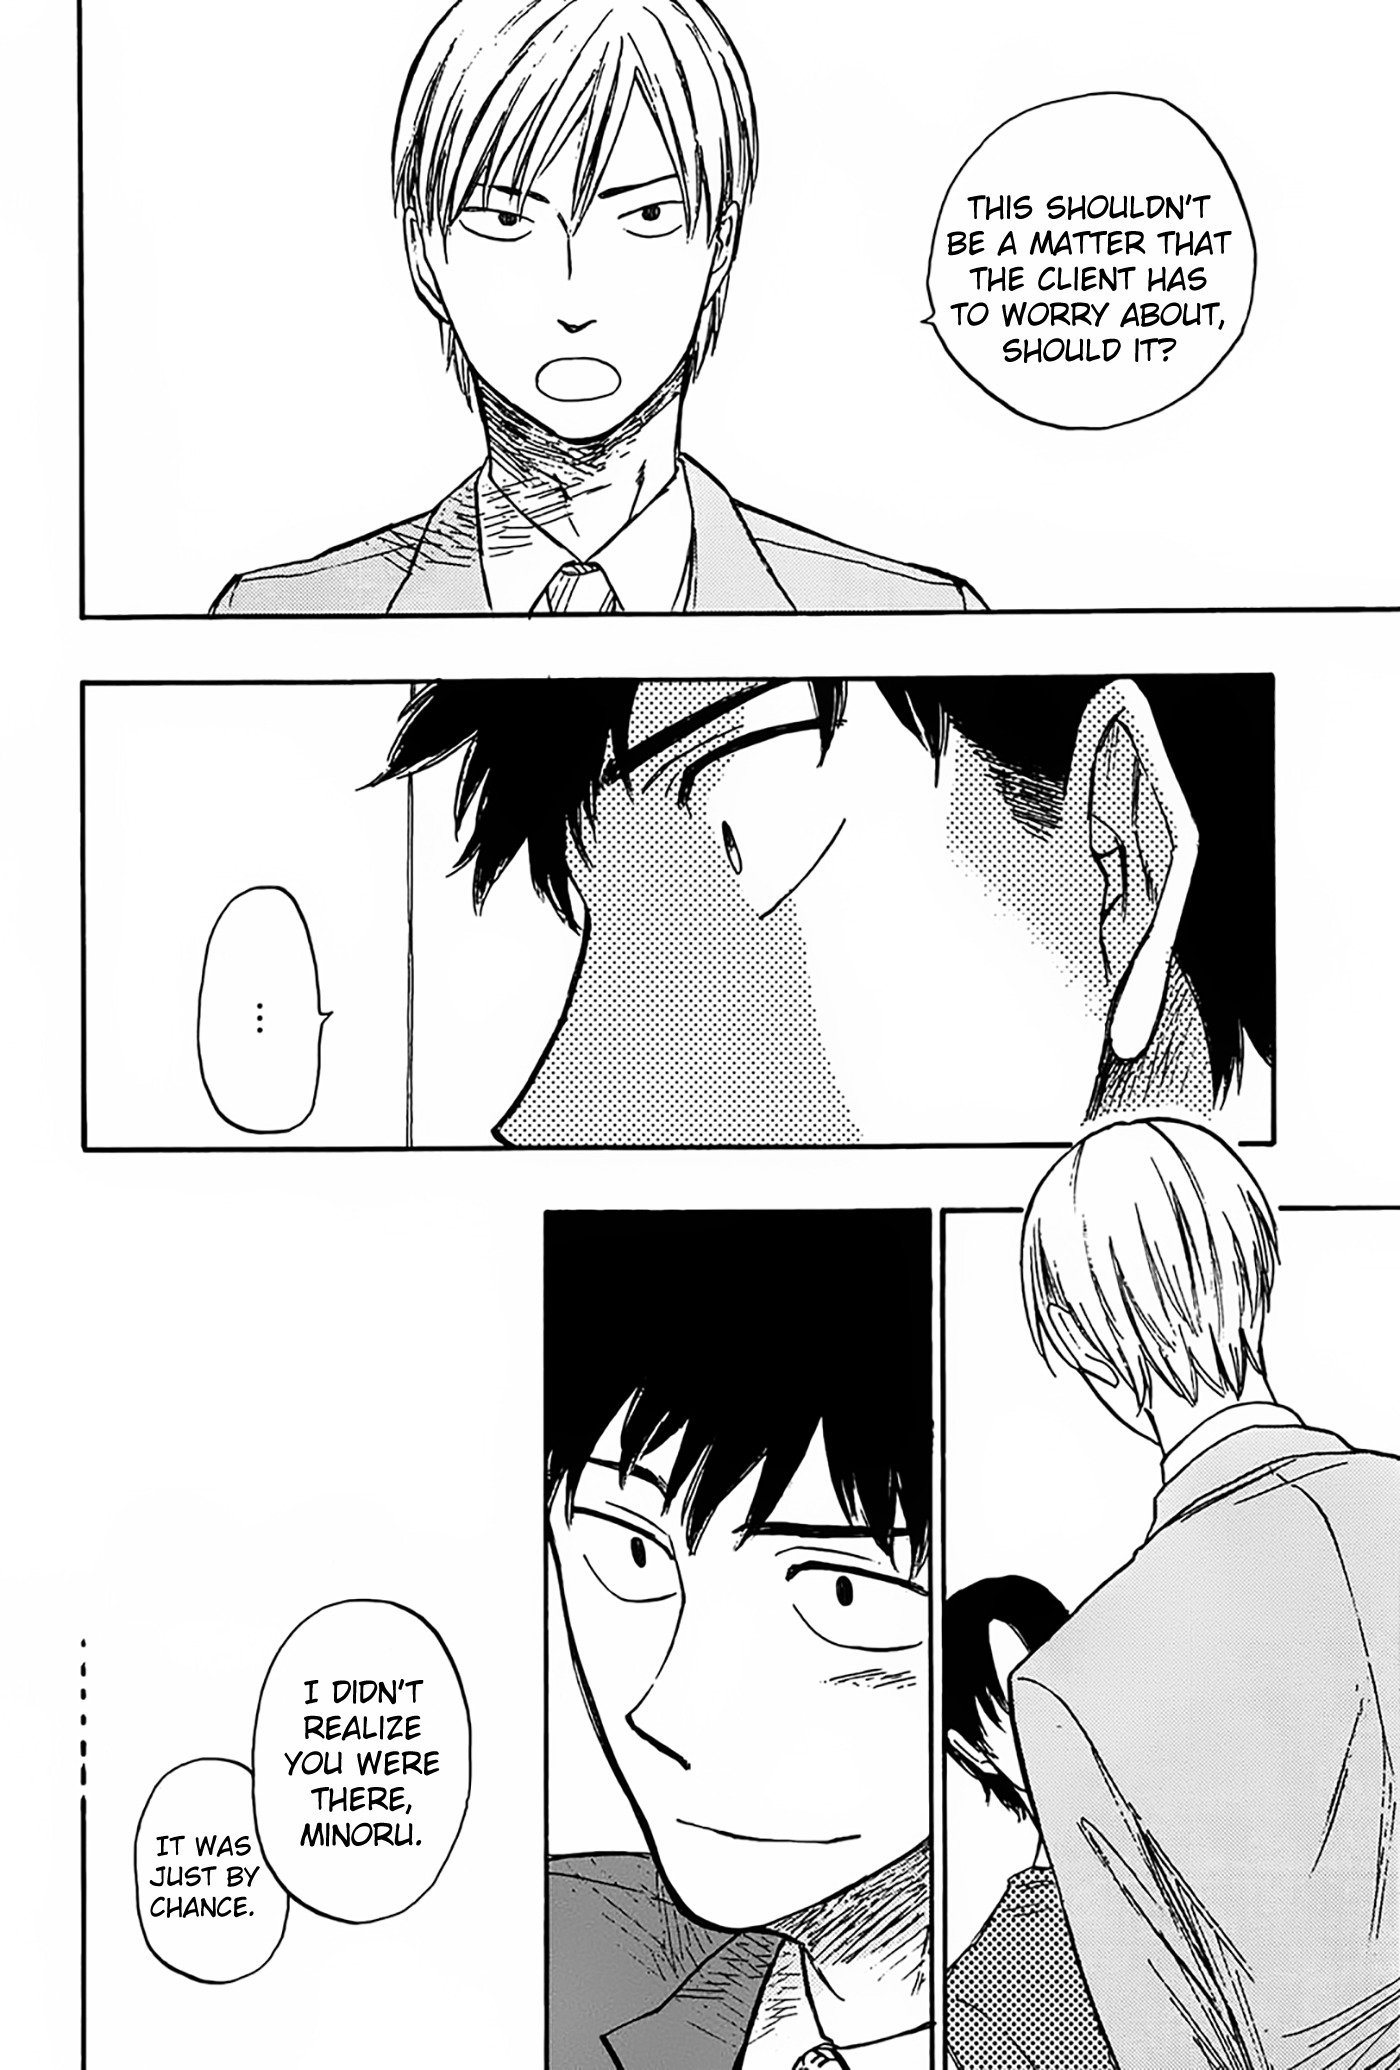 THIS SHOULDN'T
BE A MATTER THAT
THE CLIENT HAS
TO WORRY ABOUT,
SHOULD IT?
...
I DIDN'T
REALIZE
YOU WERE
THERE,
MINORU.
IT WAS
JUST BY
CHANCE.